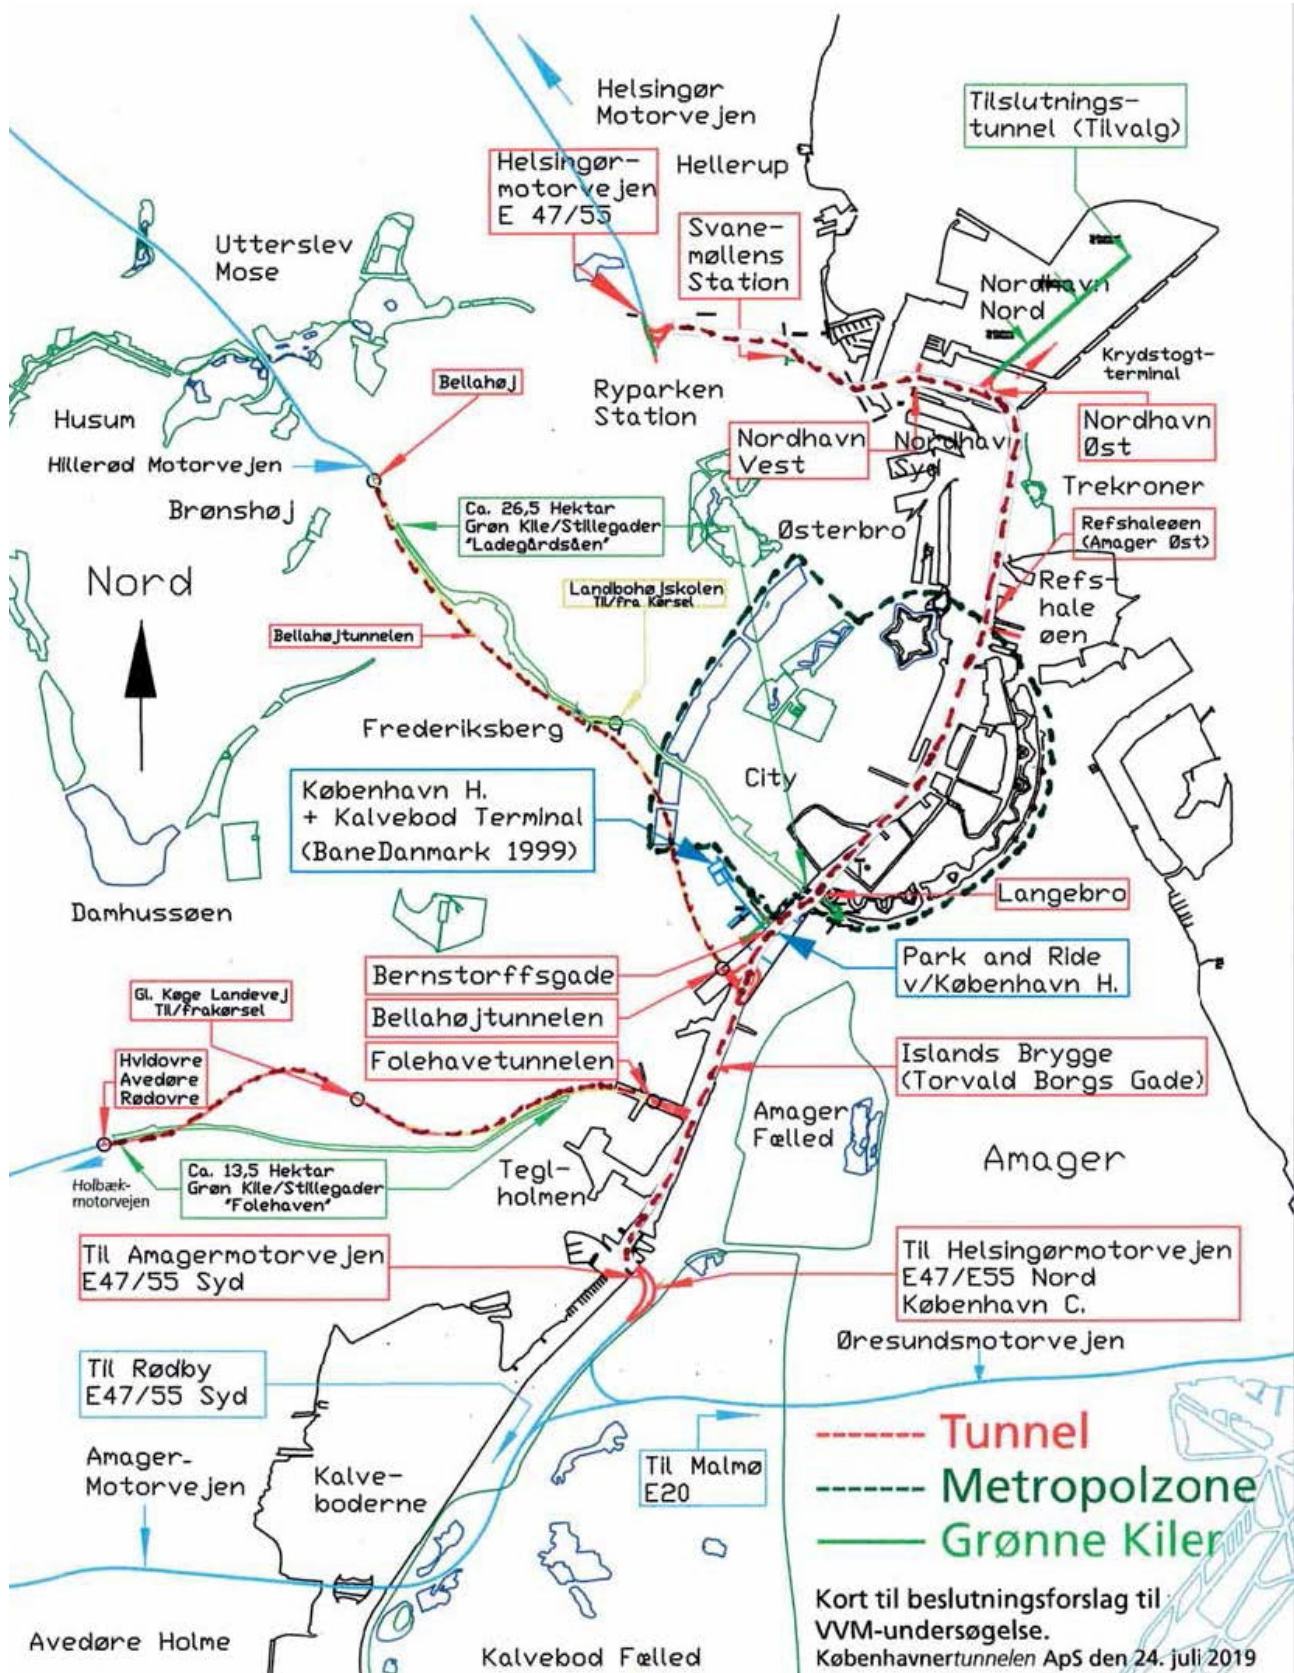 Helsingør
Motorvejen
Hellerup
Tilslutnings-
tunnel (Tilvalg)
Helsingør-
motorvejen
E 47/55
Svane-
møllens
Station
Utterslev
Mose
Nordhavn
Nord
Krydstogt-
terminal
Bellahøj
Ryparken
Station
Husum
Nordhavn
Vest
Nordhavn
Syd
Nordhavn
Øst
Hillerød Motorvejen
Brønshøj
Ca. 26,5 Hektar
Grøn Kile/Stillegader
"Ladegårdsåen"
Østerbro
Trekroner
Refshaleøen
(Amager Øst)
Nord
Landbohøjskolen
Til/fra Kørsel
Refs-
hale
øen
Bellahøjtunnelen
Frederiksberg
City
København H.
+ Kalvebod Terminal
(BaneDanmark 1999)
Damhussøen
Langebro
Bernstorffsgade
Park and Ride
v/København H.
Gl. Køge Landevej
Til/frakørsel
Bellahøjtunnelen
Hvidovre
Avedøre
Rødovre
Folehavetunnelen
Islands Brygge
(Torvald Borgs Gade)
Amager
Fælled
Amager
Holbæk-
motorvejen
Ca. 13,5 Hektar
Grøn Kile/Stillegader
"Folehaven"
Tegl-
holmen
Til Amagermotorvejen
E47/55 Syd
Til Helsingørmotorvejen
E47/E55 Nord
København C.
Øresundsmotorvejen
Til Rødby
E47/55 Syd
Amager-
Motorvejen
Kalve-
boderne
Til Malmø
E20
Tunnel
Metropolzone
Grønne Kiler
Kort til beslutningsforslag til
VVM-undersøgelse.
Københavnertunnelen ApS den 24. juli 2019
Avedøre Holme
Kalvebod Fælled